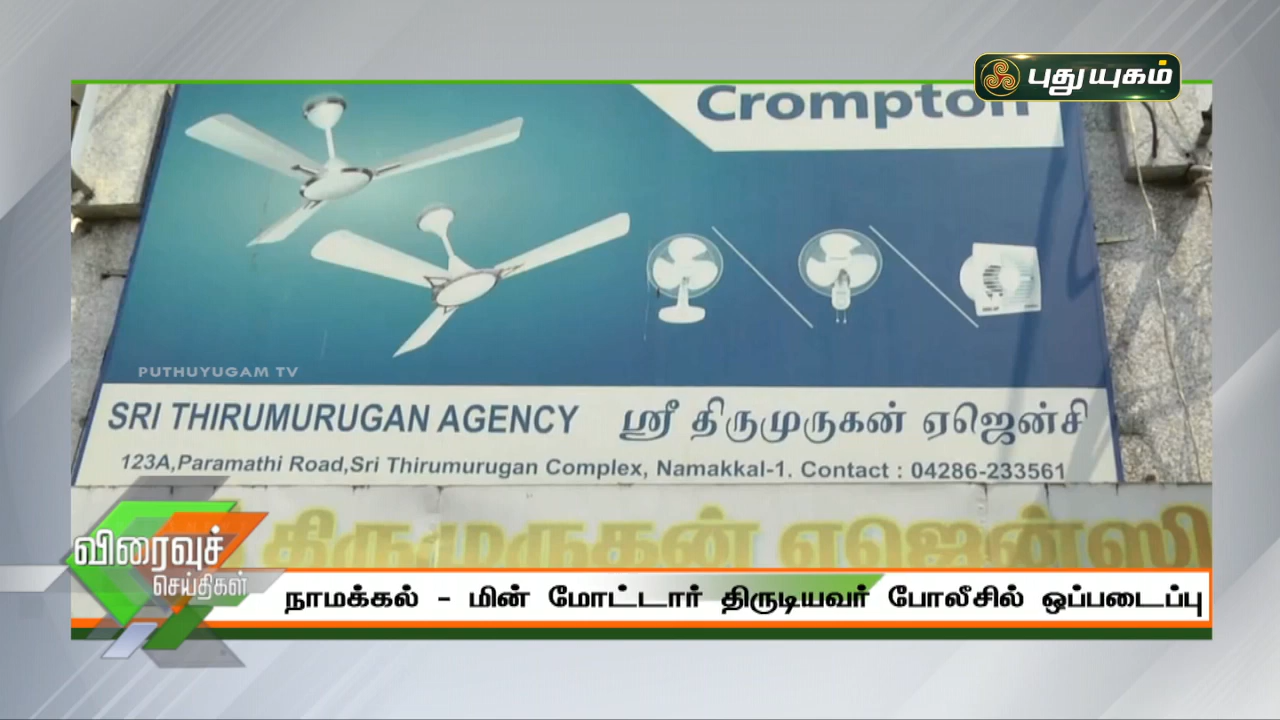 புதுயுகம்
Crompton
PUTHUYUGAM TV
SRI THIRUMURUGAN AGENCY ஸ்ரீ திருமுருகன் ஏஜென்சி
123A,Paramathi Road,Sri Thirumurugan Complex, Namakkal-1. Contact : 04286-233561
திருமுருகன் ஏஜென்ஸி
விரைவுச்
செய்திகள்
நாமக்கல் - மின் மோட்டார் திருடியவர் போலீசில் ஒப்படைப்பு